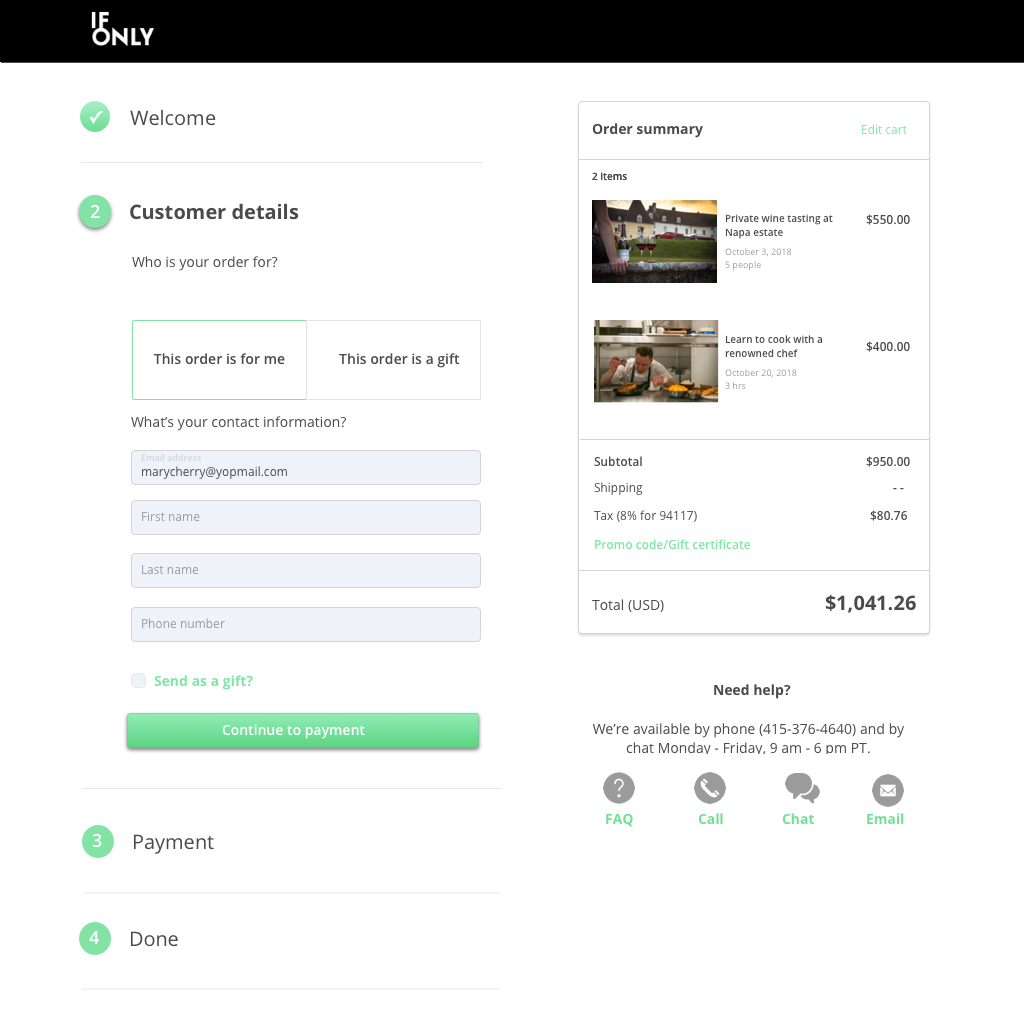 IF
ONLY
Welcome
2
Customer details
Who is your order for?
This order is for me
This order is a gift
What's your contact information?
Email address
marycherry@yopmail.com
First name
Last name
Phone number
Send as a gift?
Continue to payment
3
Payment
4
Done
Order summary
Edit cart
2 items
Private wine tasting at
Napa estate
$550.00
October 3, 2018
5 people
Learn to cook with a
renowned chef
$400.00
October 20, 2018
3 hrs
Subtotal
$950.00
Shipping
- -
Tax (8% for 94117)
$80.76
Promo code/Gift certificate
Total (USD)
$1,041.26
Need help?
We're available by phone (415-376-4640) and by
chat Monday - Friday, 9 am - 6 pm PT.
?
FAQ
Call
Chat
Email